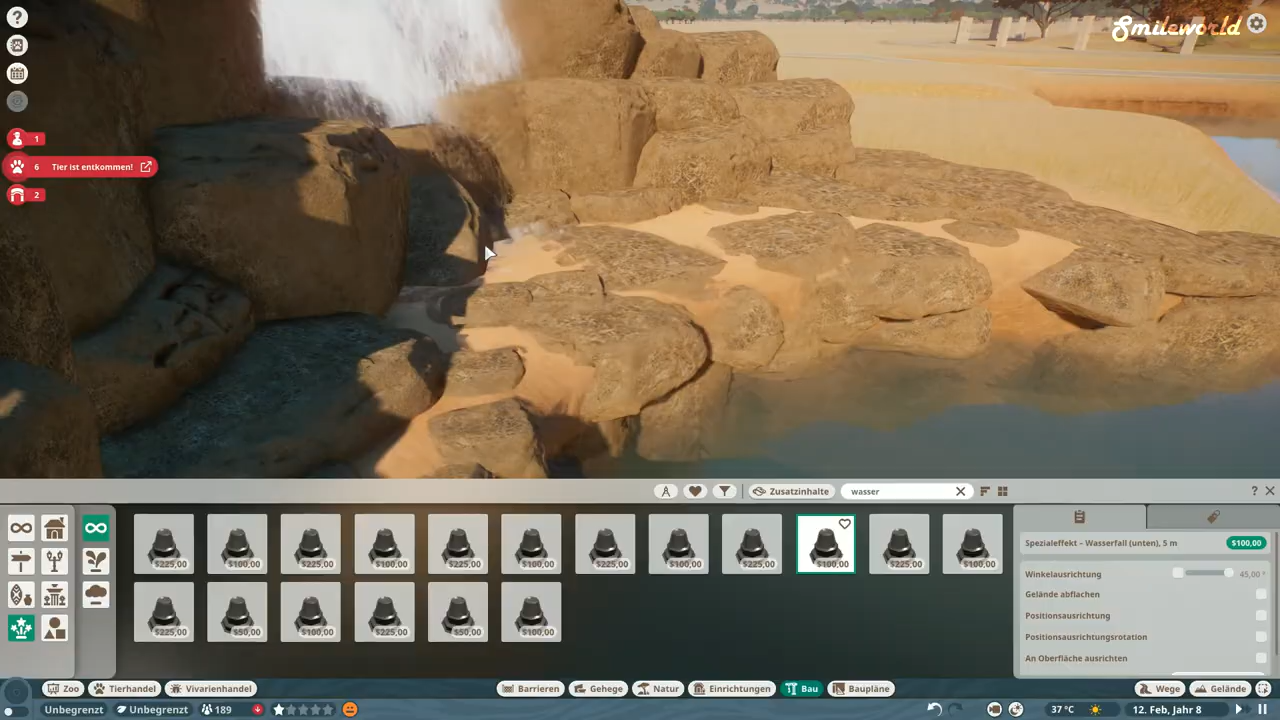 Smileworld
1
6 Tier ist entkommen!
2
Zusatzinhalte
wasser
?
$225,00 $100,00 $225,00 $100,00 $225,00 $100,00 $225,00 $100,00 $225,00 $100,00 $225,00 $100,00
$225,00 $50,00 $100,00 $225,00 $50,00 $100,00
Spezialeffekt – Wasserfall (unten), 5 m $100,00
Winkelausrichtung 45,00 °
Gelände abflachen
Positionsausrichtung
Positionsausrichtungsrotation
An Oberfläche ausrichten
Zoo Tierhandel Vivarienhandel Barrieren Gehege Natur Einrichtungen Bau Baupläne Wege Gelände
Unbegrenzt Unbegrenzt 189 37 °C 12. Feb, Jahr 8